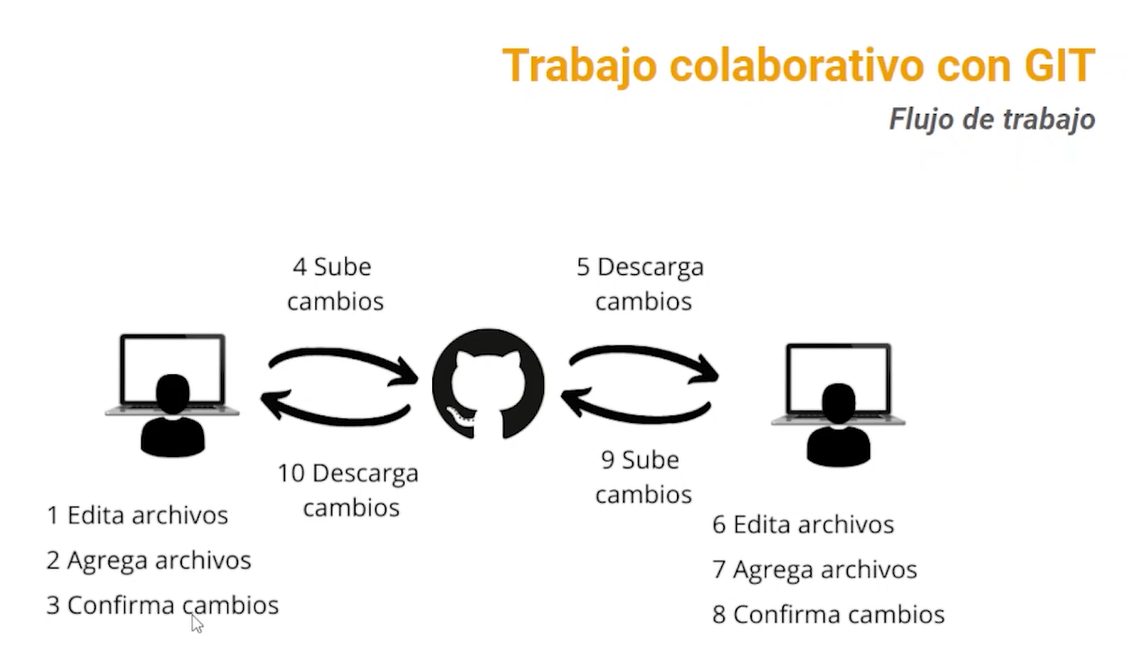 Trabajo colaborativo con GIT
Flujo de trabajo
4 Sube
cambios
5 Descarga
cambios
10 Descarga
cambios
9 Sube
cambios
1 Edita archivos
2 Agrega archivos
3 Confirma cambios
6 Edita archivos
7 Agrega archivos
8 Confirma cambios